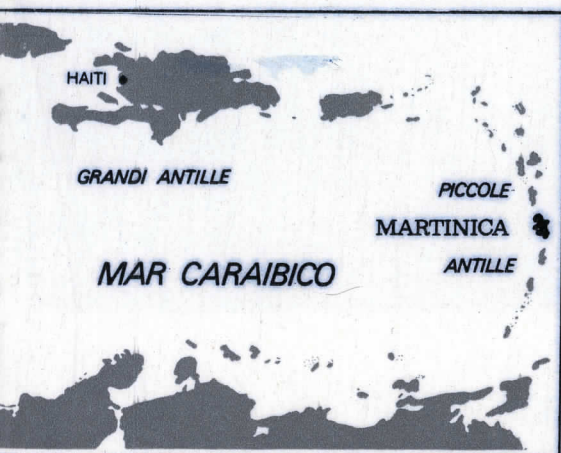 HAITI
GRANDI ANTILLE
PICCOLE
MARTINICA
ANTILLE
MAR CARAIBICO